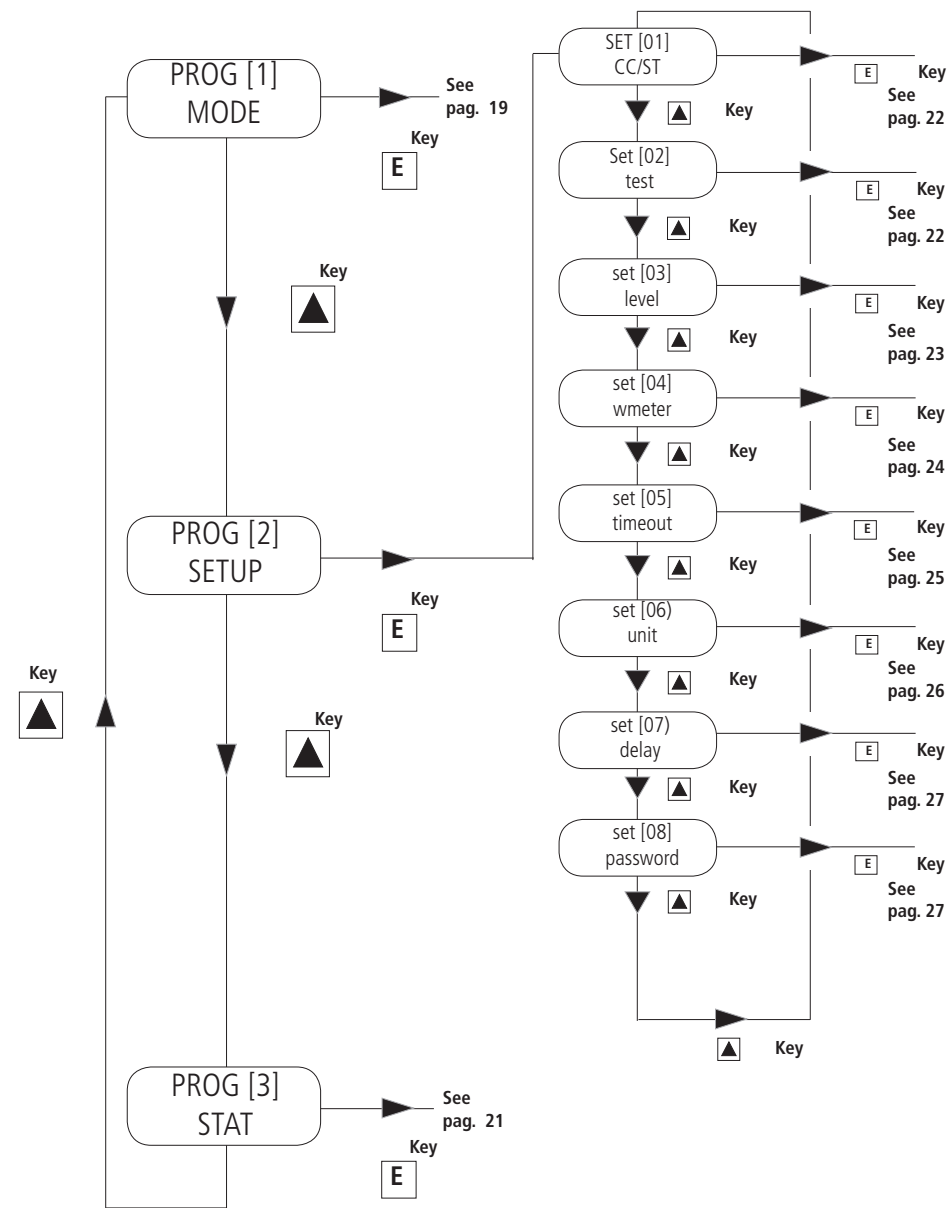 PROG [1]
MODE
See
pag. 19
Key
E
Key
PROG [2]
SETUP
Key
E
Key
Key
PROG [3]
STAT
See
pag. 21
Key
E
SET [01]
CC/ST
E Key
See
pag. 22
Key
Set [02]
test
E Key
See
pag. 22
Key
set [03]
level
E Key
See
pag. 23
Key
set [04]
wmeter
E Key
See
pag. 24
Key
set [05]
timeout
E Key
See
pag. 25
Key
set [06)
unit
E Key
See
pag. 26
Key
set [07)
delay
E Key
See
pag. 27
Key
set [08]
password
E Key
See
pag. 27
Key
Key